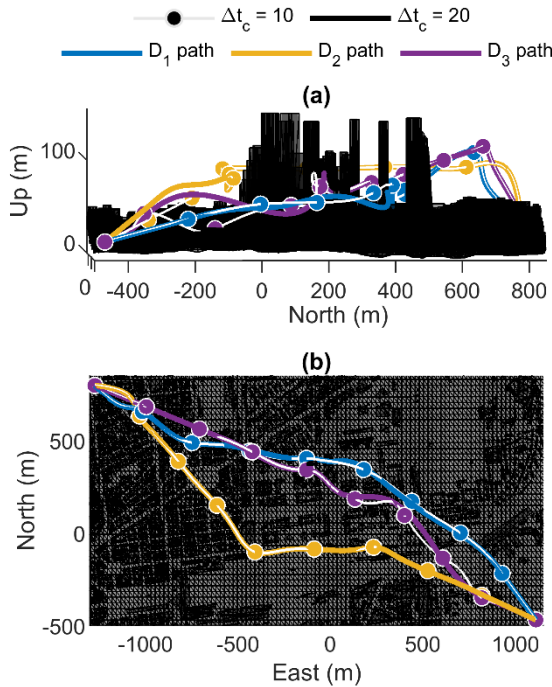 Δt_c = 10 Δt_c = 20
D_1 path D_2 path D_3 path
(a)
Up (m)
100
0
0 -400 -200 0 200 400 600 800
North (m)
(b)
North (m)
500
0
-500
-1000 -500 0 500 1000
East (m)